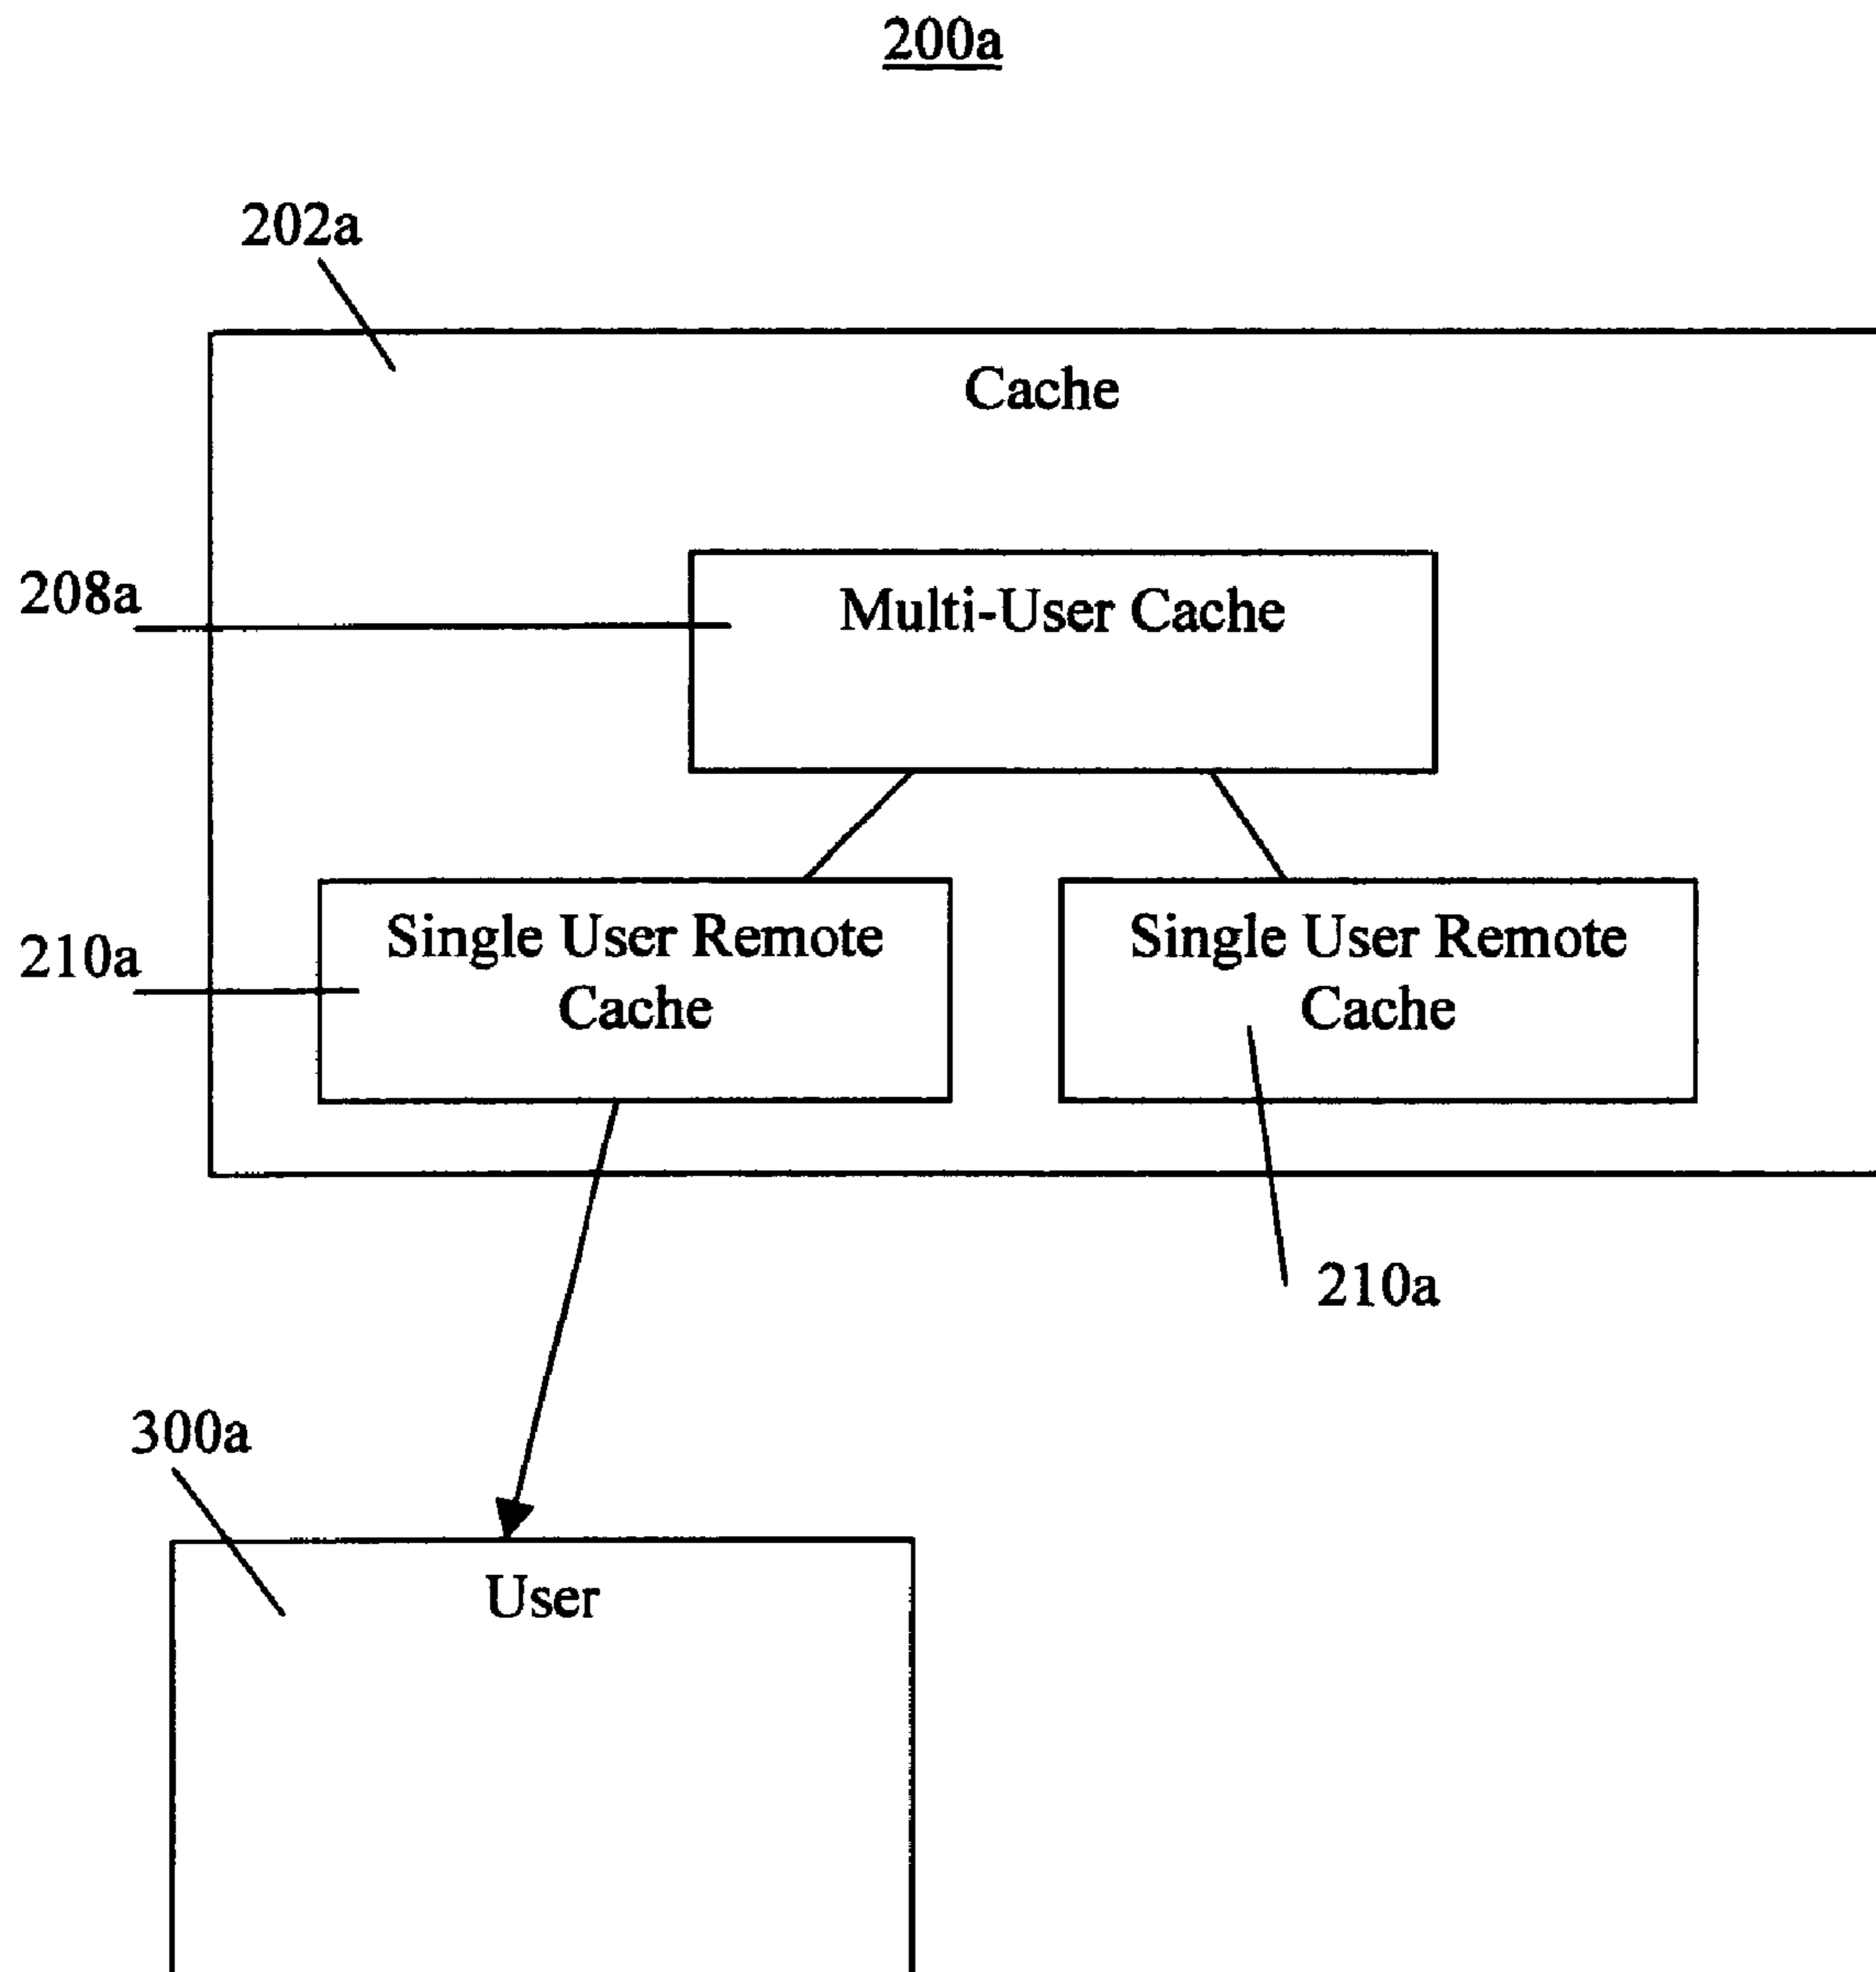 200a
202a
Cache
208a
Multi-User Cache
210a
Single User Remote
Cache
Single User Remote
Cache
210a
300a
User